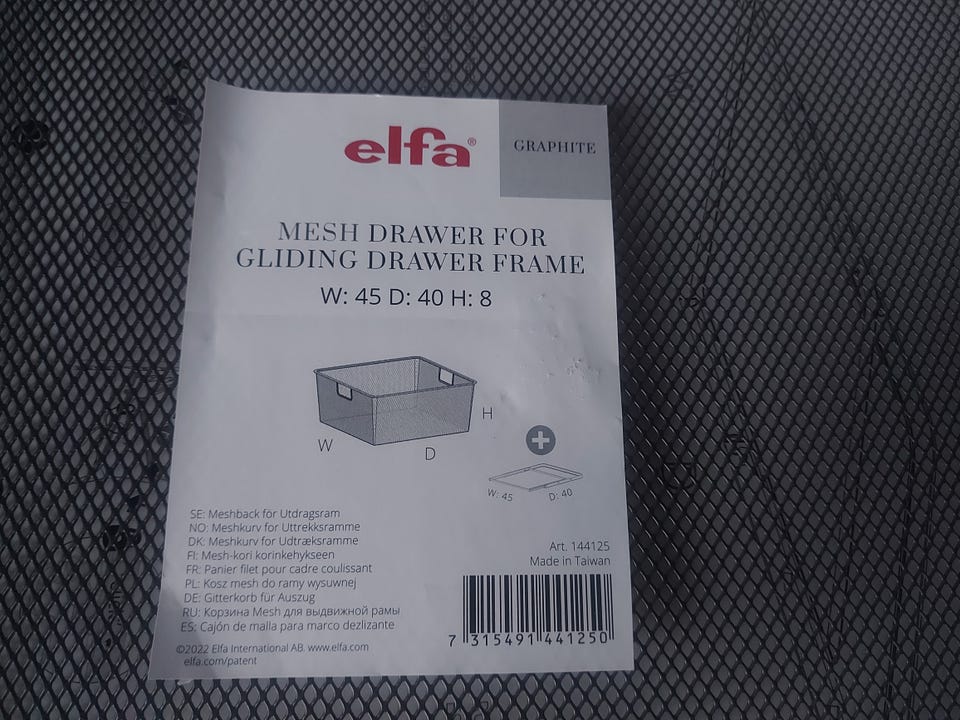 elfa®
GRAPHITE
MESH DRAWER FOR
GLIDING DRAWER FRAME
W: 45 D: 40 H: 8
H
W
D
W: 45
D: 40
SE: Meshback för Utdragsram
NO: Meshkurv for Uttrekksramme
DK: Meshkurv for Udtræksramme
FI: Mesh-kori korinkehykseen
FR: Panier filet pour cadre coulissant
PL: Kosz mesh do ramy wysuwnej
DE: Gitterkorb für Auszug
RU: Корзина Mesh для выдвижной рамы
ES: Cajón de malla para marco dezlizante
©2022 Elfa International AB. www.elfa.com
elfa.com/patent
Art. 144125
Made in Taiwan
7 315491 441250